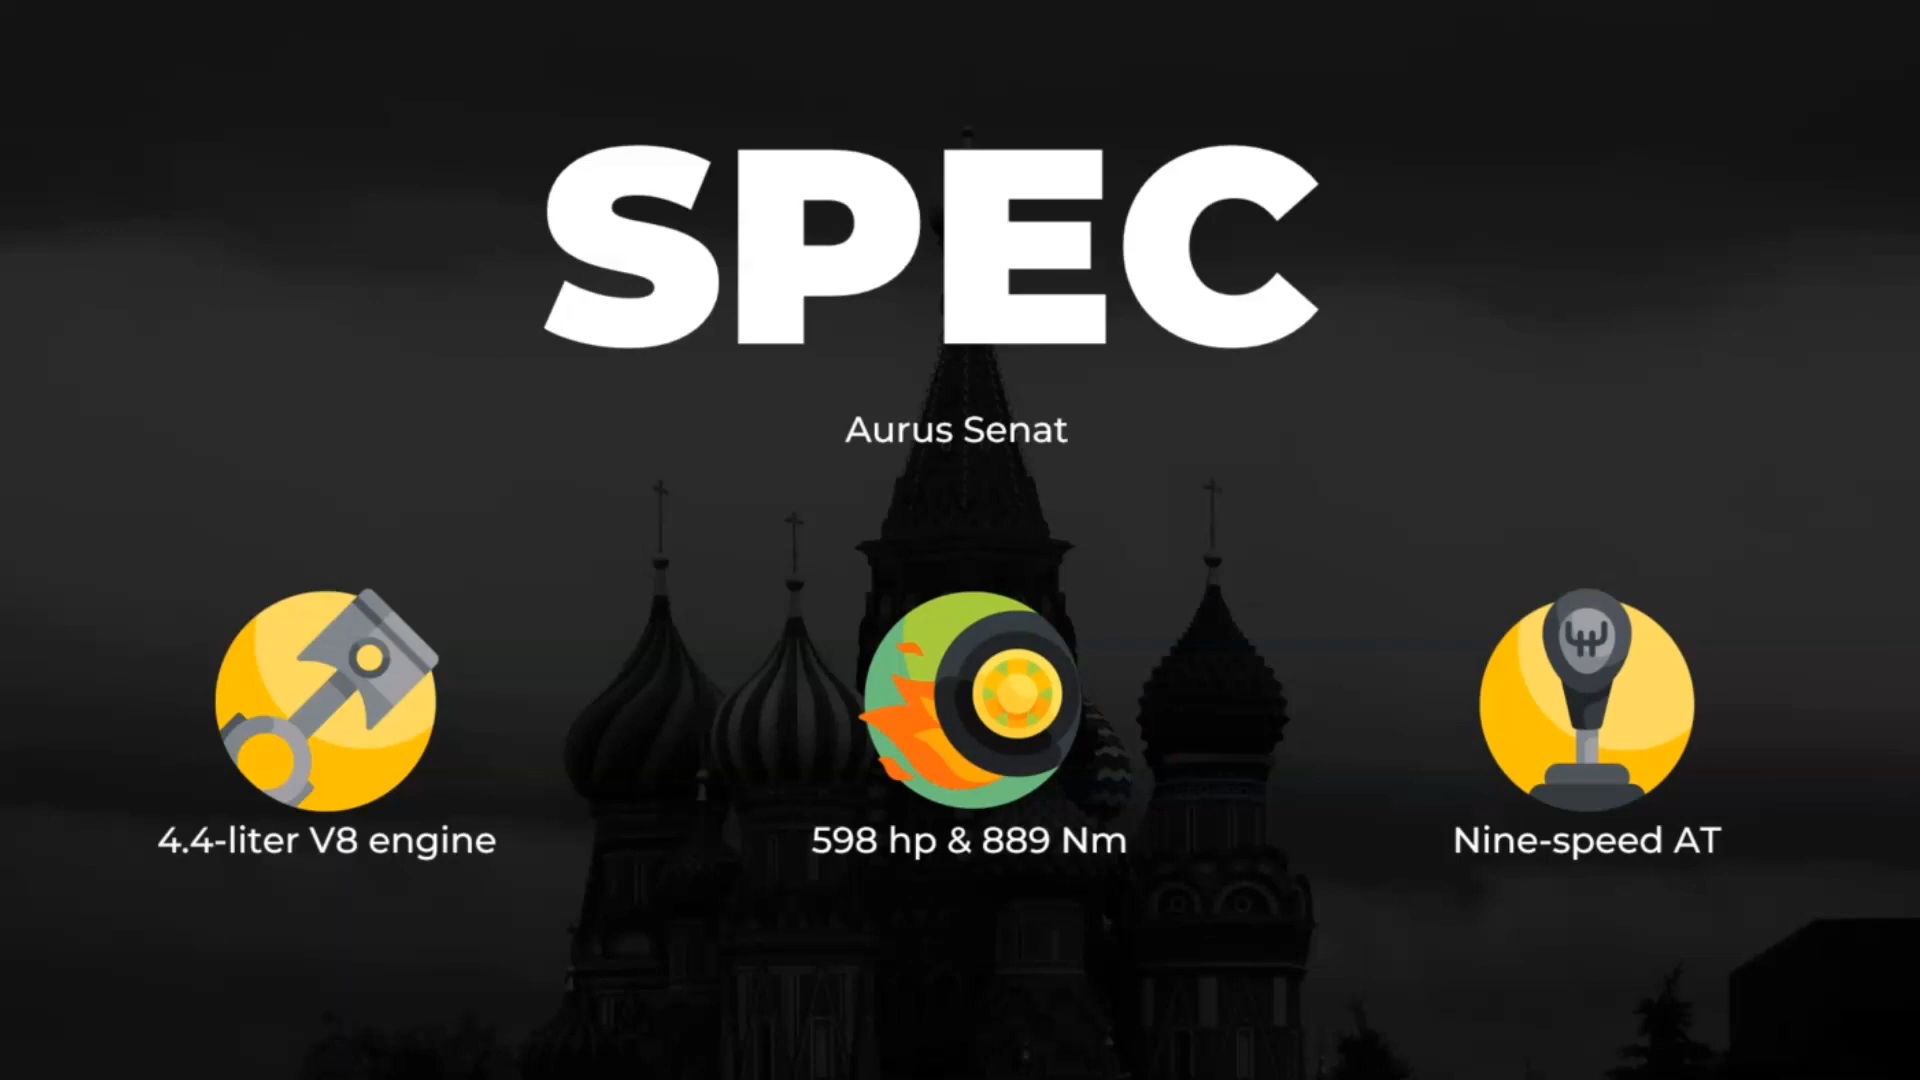 SPEC
Aurus Senat
4.4-liter V8 engine
598 hp & 889 Nm
Nine-speed AT